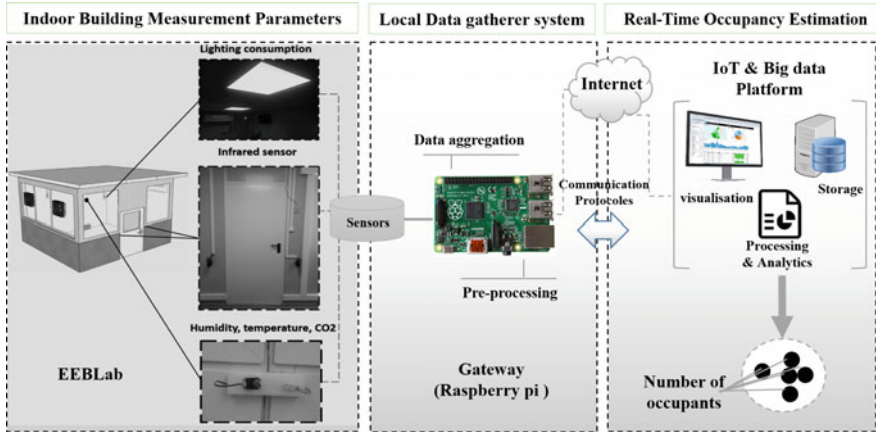 Indoor Building Measurement Parameters
Local Data gatherer system
Real-Time Occupancy Estimation
Lighting consumption
Infrared sensor
Humidity, temperature, CO2
EEBLab
Sensors
Data aggregation
Pre-processing
Gateway
(Raspberry pi )
Internet
Communication
Protocoles
IoT & Big data
Platform
visualisation
Storage
Processing
& Analytics
Number of
occupants